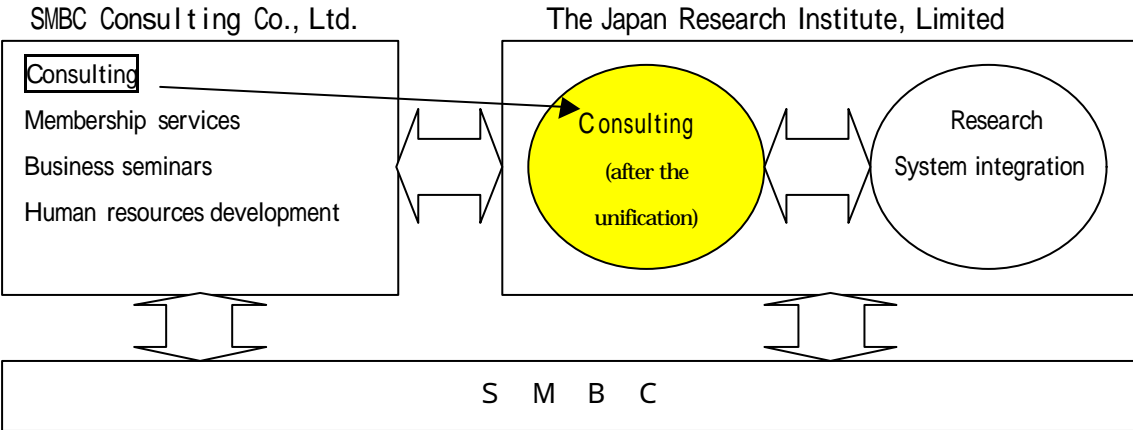 SMBC Consulting Co., Ltd.
The Japan Research Institute, Limited
Consulting
Membership services
Business seminars
Human resources development
Consulting
(after the
unification)
Research
System integration
S M B C